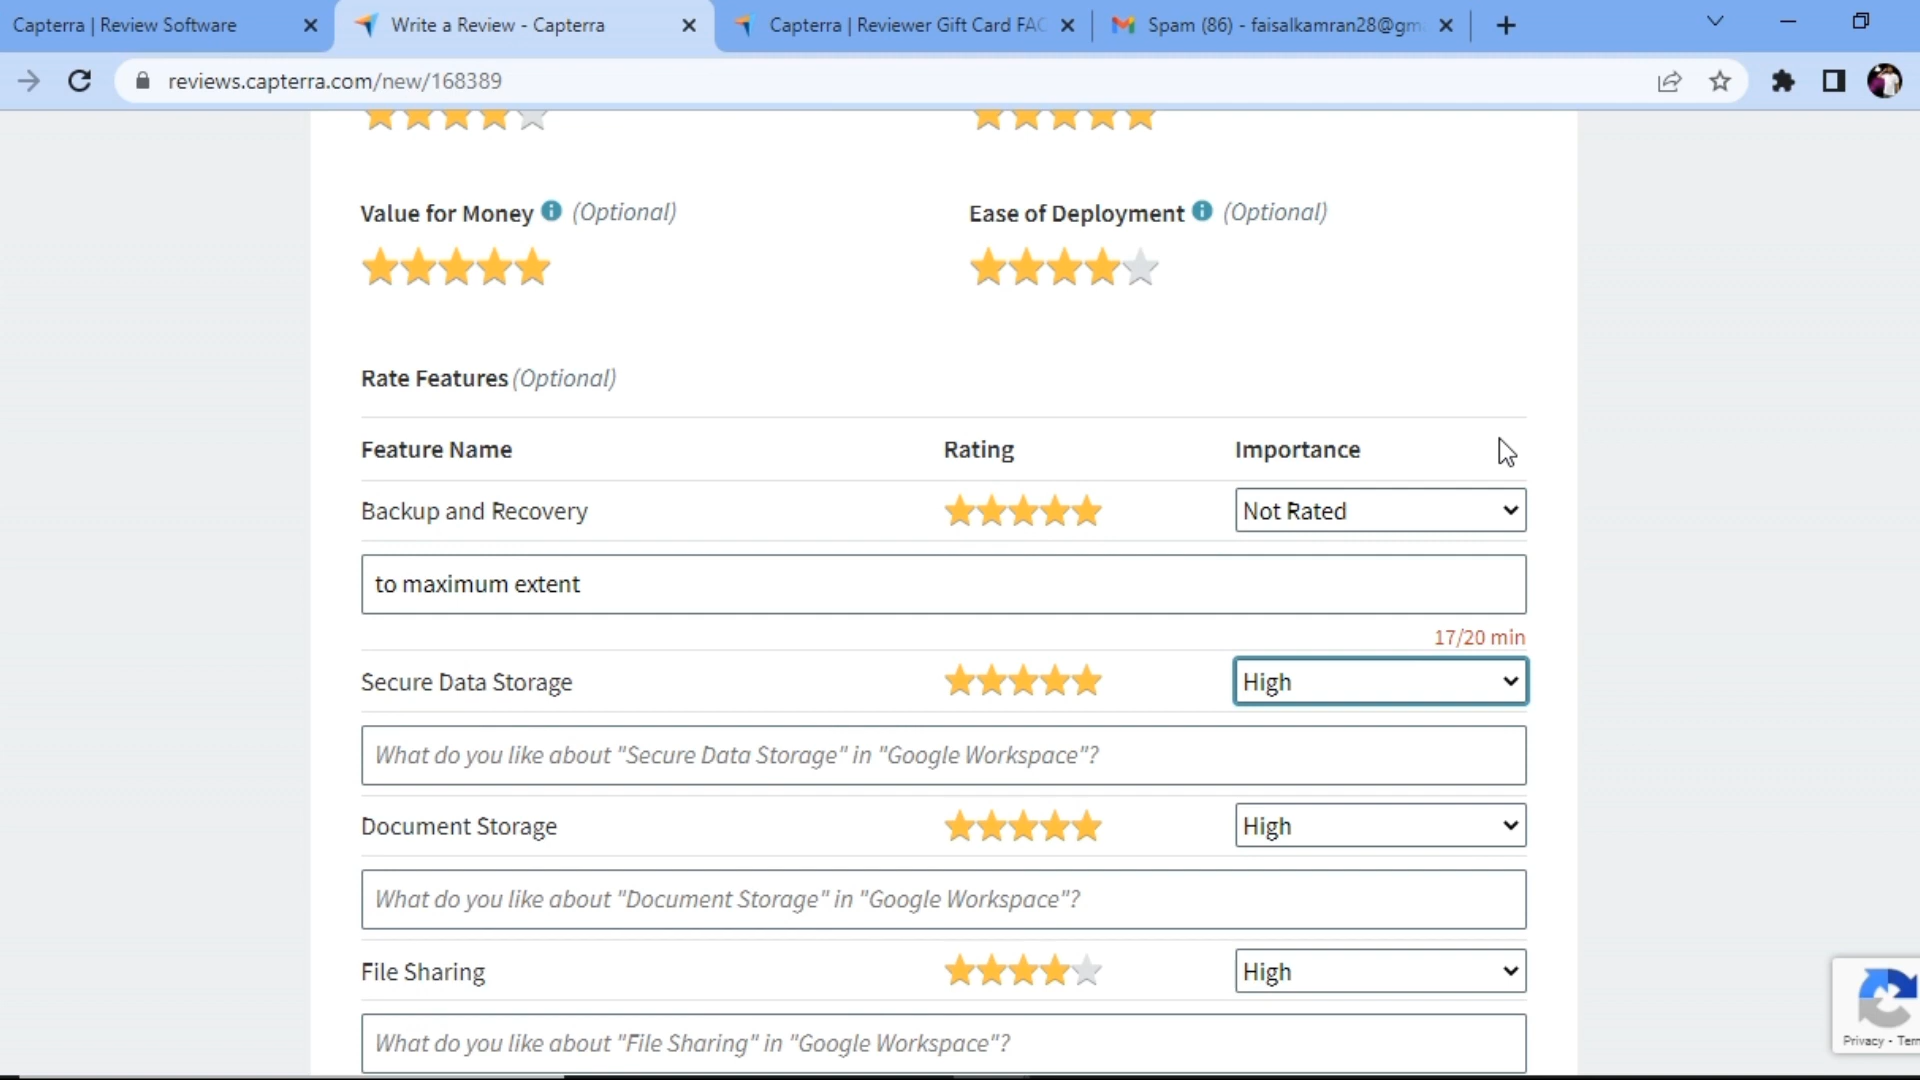 Capterra | Review Software
Write a Review - Capterra
Capterra | Reviewer Gift Card FAC
Spam (86) - faisalkamran28@gm
reviews.capterra.com/new/168389
Value for Money (Optional)
Ease of Deployment (Optional)
Rate Features (Optional)
Feature Name Rating Importance
Backup and Recovery Not Rated
to maximum extent
17/20 min
Secure Data Storage High
What do you like about "Secure Data Storage" in "Google Workspace"?
Document Storage High
What do you like about "Document Storage" in "Google Workspace"?
File Sharing High
What do you like about "File Sharing" in "Google Workspace"?
Privacy - Tern